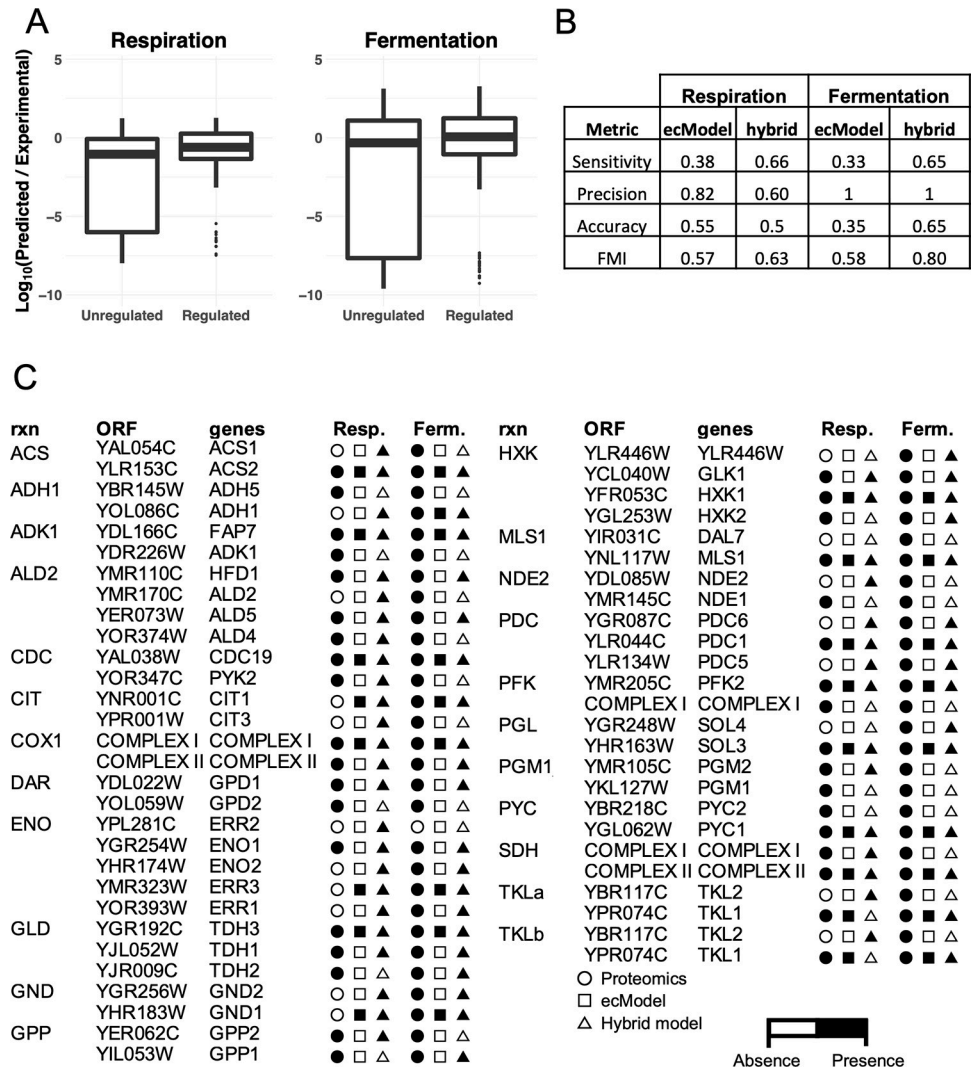 A
Respiration
Fermentation
Log10(Predicted / Experimental)
5
0
−5
−10
Unregulated Regulated
5
0
−5
−10
Unregulated Regulated
B
Respiration Fermentation
Metric ecModel hybrid ecModel hybrid
Sensitivity 0.38 0.66 0.33 0.65
Precision 0.82 0.60 1 1
Accuracy 0.55 0.5 0.35 0.65
FMI 0.57 0.63 0.58 0.80
C
rxn ORF genes Resp. Ferm.
ACS YAL054C ACS1
YLR153C ACS2
ADH1 YBR145W ADH5
YOL086C ADH1
ADK1 YDL166C FAP7
YDR226W ADK1
ALD2 YMR110C HFD1
YMR170C ALD2
YER073W ALD5
YOR374W ALD4
CDC YAL038W CDC19
YOR347C PYK2
CIT YNR001C CIT1
YPR001W CIT3
COX1 COMPLEX I COMPLEX I
COMPLEX II COMPLEX II
DAR YDL022W GPD1
YOL059W GPD2
ENO YPL281C ERR2
YGR254W ENO1
YHR174W ENO2
YMR323W ERR3
YOR393W ERR1
GLD YGR192C TDH3
YJL052W TDH1
YJR009C TDH2
GND YGR256W GND2
YHR183W GND1
GPP YER062C GPP2
YIL053W GPP1
rxn ORF genes Resp. Ferm.
HXK YLR446W YLR446W
YCL040W GLK1
YFR053C HXK1
YGL253W HXK2
MLS1 YIR031C DAL7
YNL117W MLS1
NDE2 YDL085W NDE2
YMR145C NDE1
PDC YGR087C PDC6
YLR044C PDC1
YLR134W PDC5
PFK YMR205C PFK2
COMPLEX I COMPLEX I
PGL YGR248W SOL4
YHR163W SOL3
PGM1 YMR105C PGM2
YKL127W PGM1
PYC YBR218C PYC2
YGL062W PYC1
SDH COMPLEX I COMPLEX I
COMPLEX II COMPLEX II
TKLa YBR117C TKL2
YPR074C TKL1
TKLb YBR117C TKL2
YPR074C TKL1
Proteomics
ecModel
Hybrid model
Absence Presence